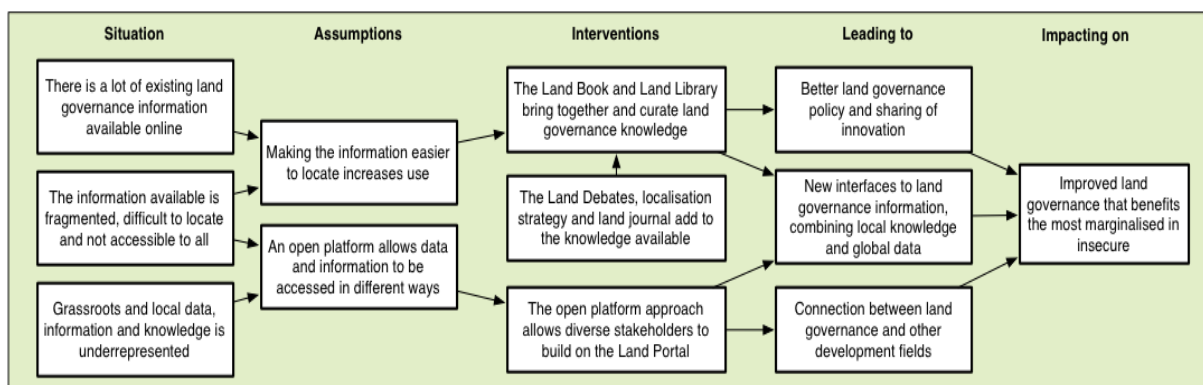 Situation
Assumptions
Interventions
Leading to
Impacting on
There is a lot of existing land
governance information
available online
The information available is
fragmented, difficult to locate
and not accessible to all
Grassroots and local data,
information and knowledge is
underrepresented
Making the information easier
to locate increases use
An open platform allows data
and information to be
accessed in different ways
The Land Book and Land Library
bring together and curate land
governance knowledge
The Land Debates, localisation
strategy and land journal add to
the knowledge available
The open platform approach
allows diverse stakeholders to
build on the Land Portal
Better land governance
policy and sharing of
innovation
New interfaces to land
governance information,
combining local knowledge
and global data
Connection between land
governance and other
development fields
Improved land
governance that benefits
the most marginalised in
insecure